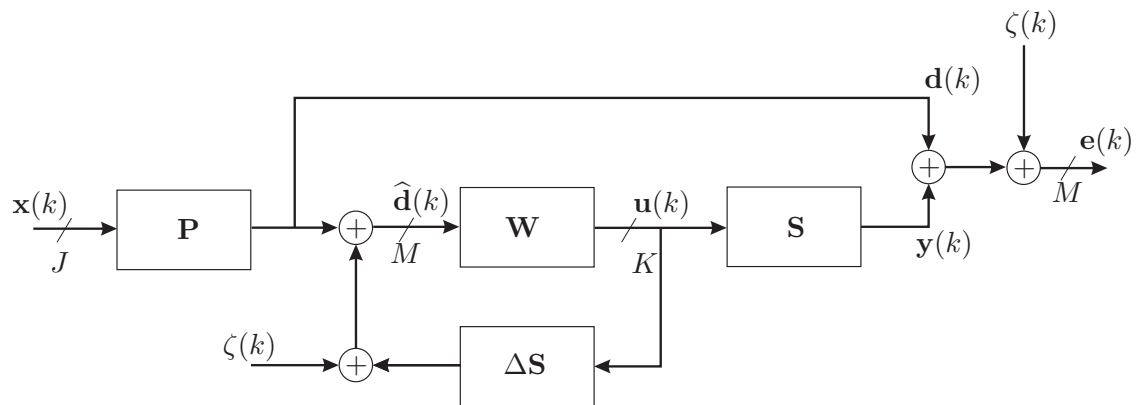 ζ(k)
d(k)
e(k)
+
+
M
x(k)
J
P
+
d̂(k)
M
W
u(k)
K
S
y(k)
ζ(k)
+
ΔS